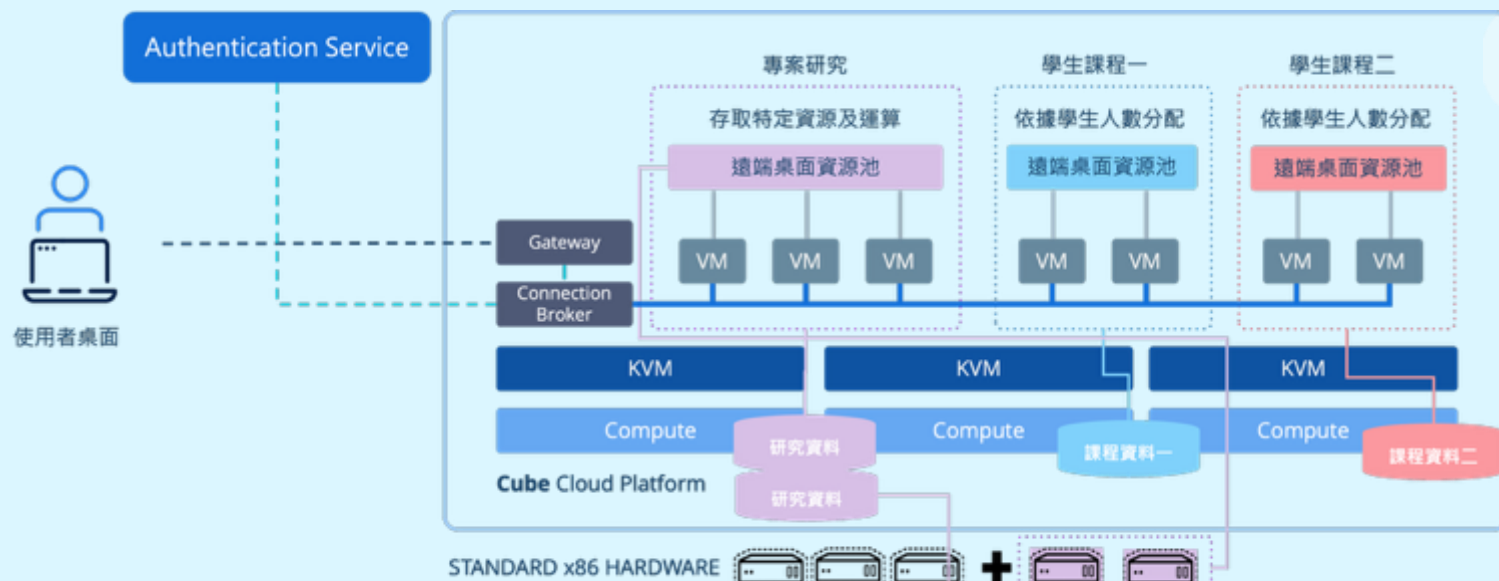 Authentication Service
專案研究
學生課程一
學生課程二
存取特定資源及運算
依據學生人數分配
依據學生人數分配
遠端桌面資源池
遠端桌面資源池
遠端桌面資源池
Gateway
VM
VM
VM
VM
VM
VM
VM
Connection
Broker
使用者桌面
KVM
KVM
KVM
Compute
Compute
Compute
研究資料
課程資料一
課程資料二
Cube Cloud Platform
研究資料
STANDARD x86 HARDWARE